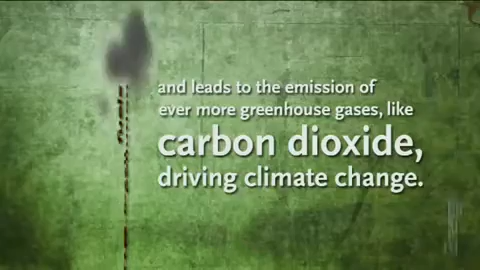 and leads to the emission of
ever more greenhouse gases, like
carbon dioxide,
driving climate change.